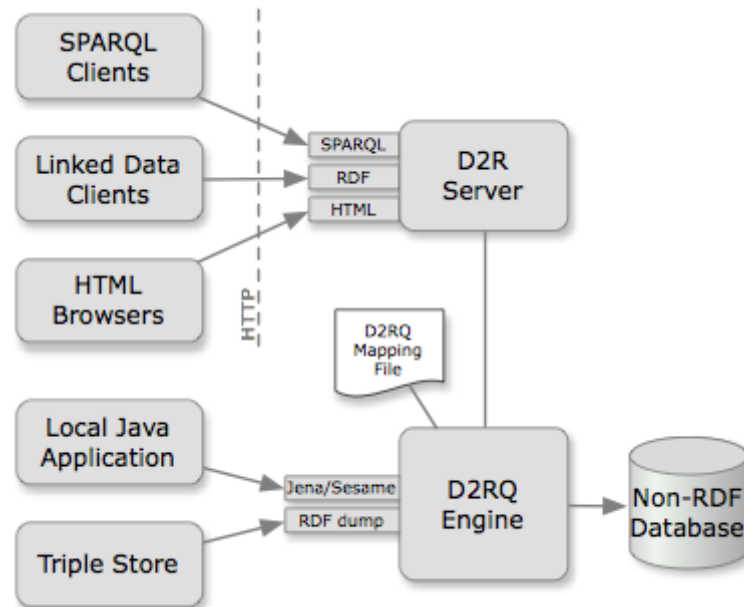 SPARQL
Clients
Linked Data
Clients
HTML
Browsers
HTTP
SPARQL
RDF
HTML
D2R
Server
D2RQ
Mapping
File
Local Java
Application
Triple Store
Jena/Sesame
RDF dump
D2RQ
Engine
Non-RDF
Database